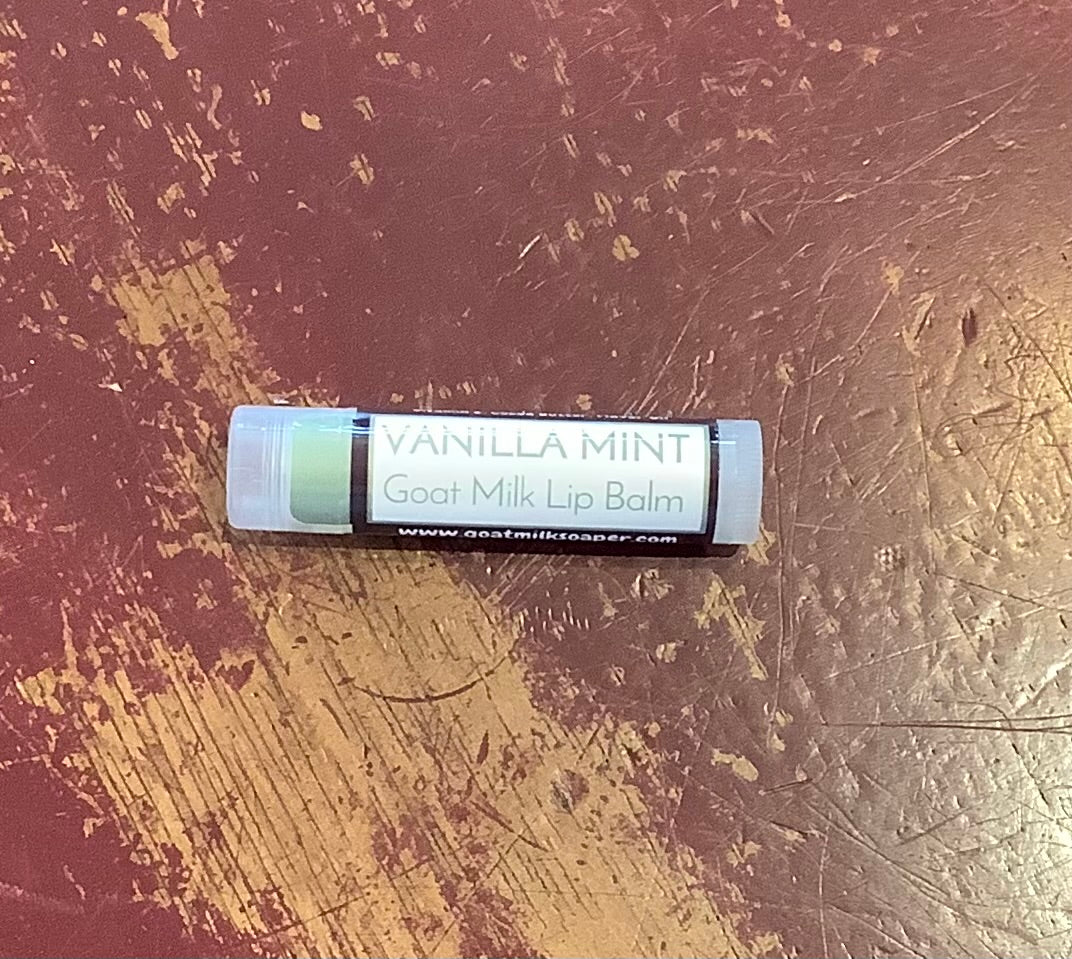 VANILLA MINT
Goat Milk Lip Balm
www.goatmilksoaper.com